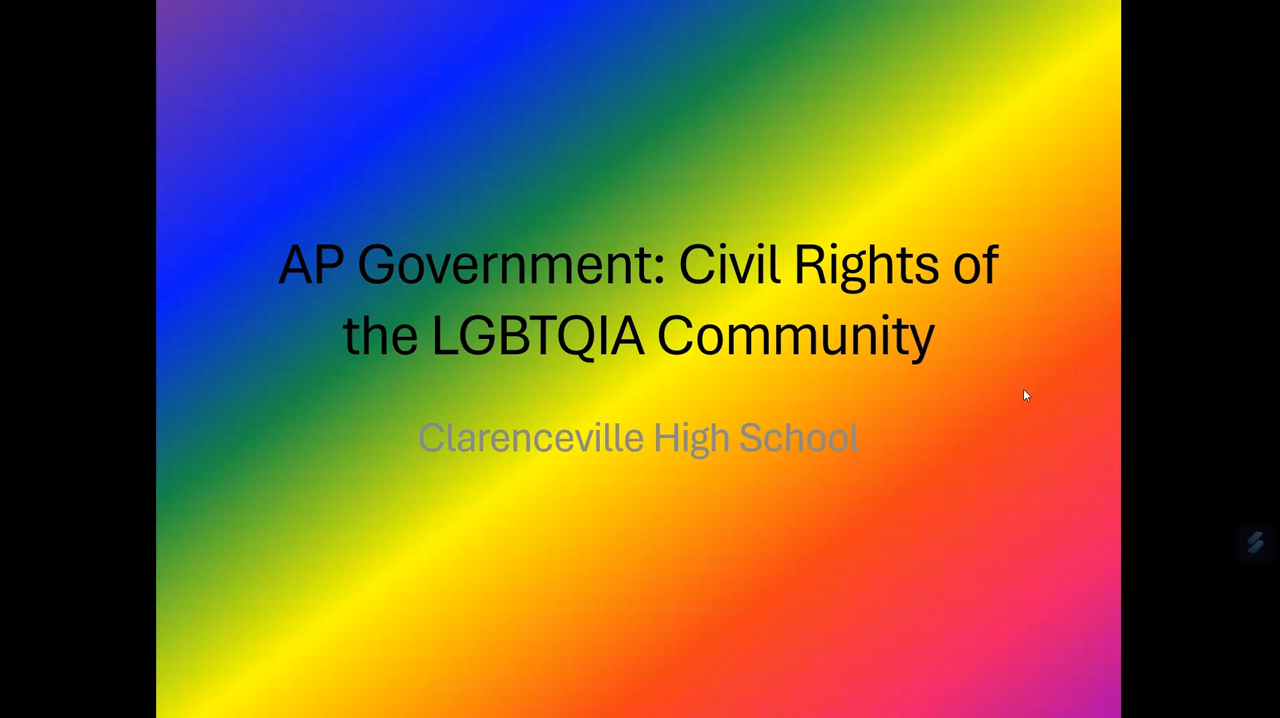 AP Government: Civil Rights of
the LGBTQIA Community
Clarenceville High School